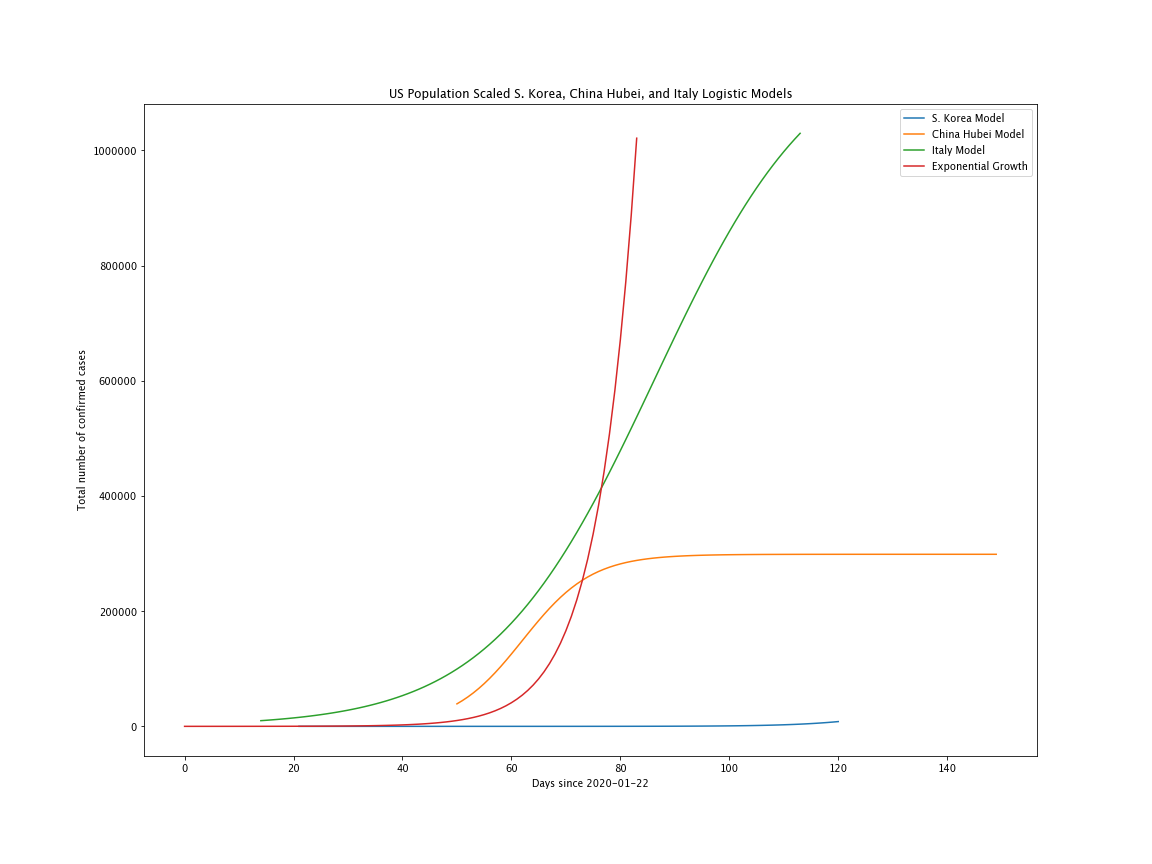 US Population Scaled S. Korea, China Hubei, and Italy Logistic Models
S. Korea Model
China Hubei Model
Italy Model
Exponential Growth
Total number of confirmed cases
1000000
800000
600000
400000
200000
0
0 20 40 60 80 100 120 140
Days since 2020-01-22